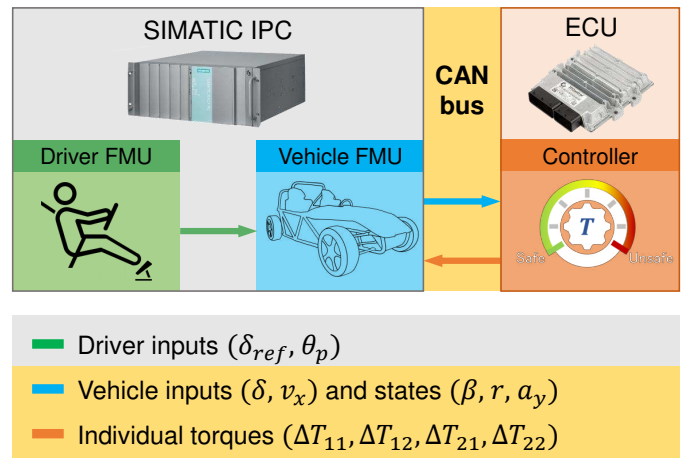 SIMATIC IPC
ECU
SIEMENS
CAN
bus
Driver FMU
Vehicle FMU
Controller
T
Safe
Unsafe
Driver inputs (δ_ref, θ_p)
Vehicle inputs (δ, v_x) and states (β, r, a_y)
Individual torques (ΔT_11, ΔT_12, ΔT_21, ΔT_22)